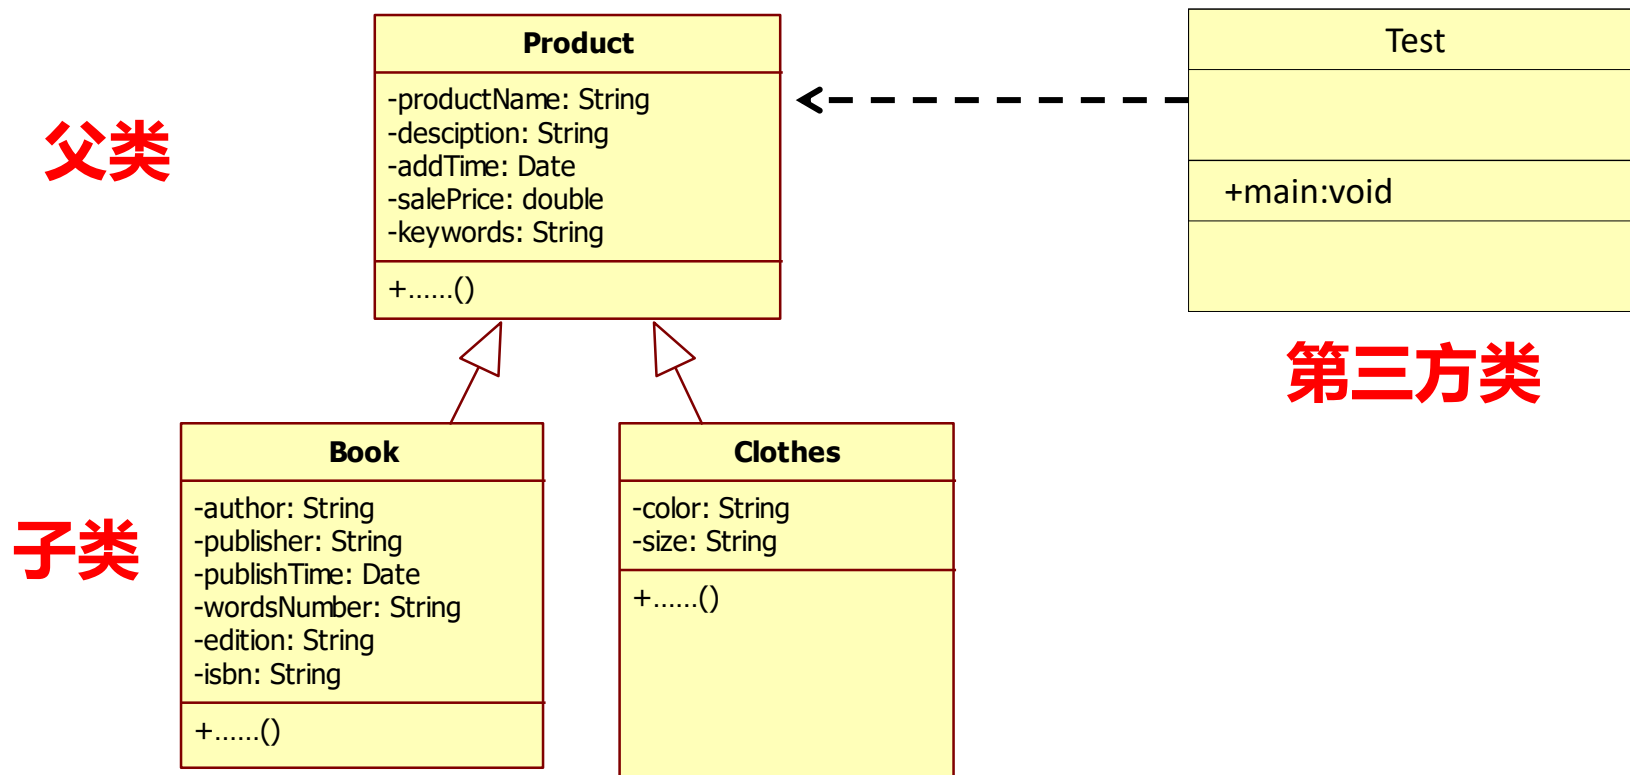 Product
-productName: String
-desciption: String
-addTime: Date
-salePrice: double
-keywords: String
+......()
Test
+main:void
父类
第三方类
Book
-author: String
-publisher: String
-publishTime: Date
-wordsNumber: String
-edition: String
-isbn: String
+......()
Clothes
-color: String
-size: String
+......()
子类